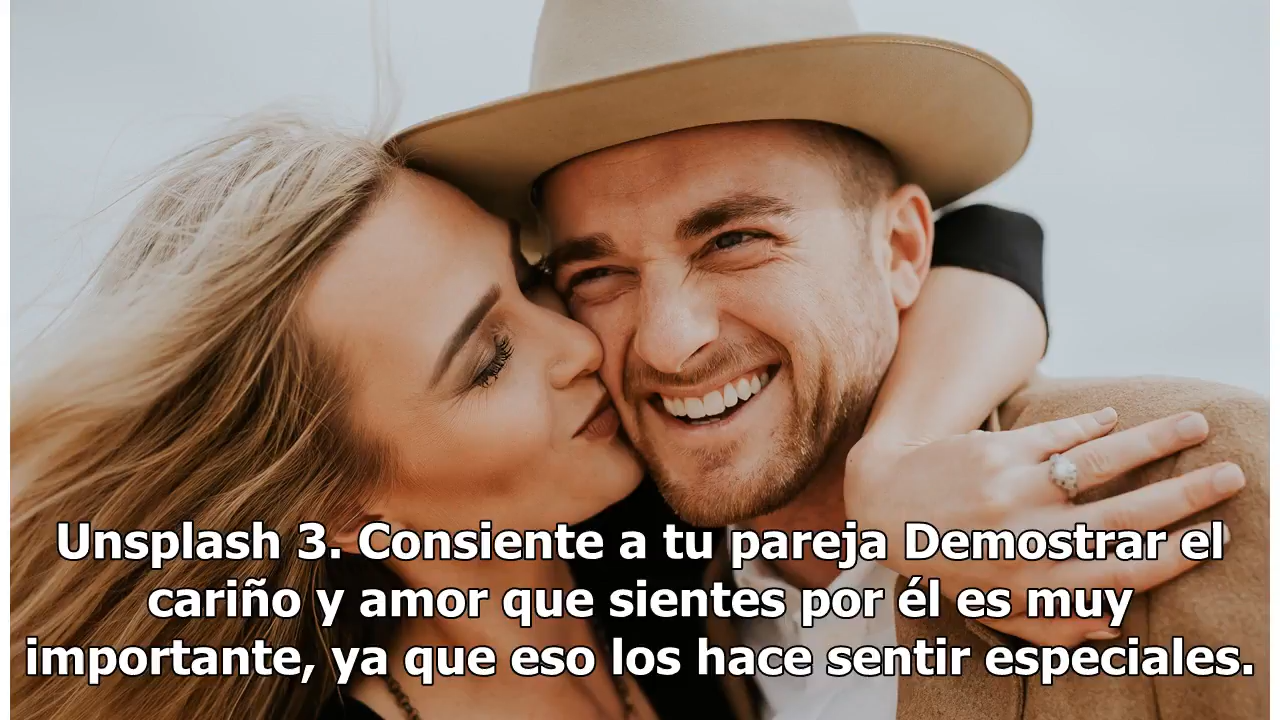 Unsplash 3. Consiente a tu pareja Demostrar el
cariño y amor que sientes por él es muy
importante, ya que eso los hace sentir especiales.